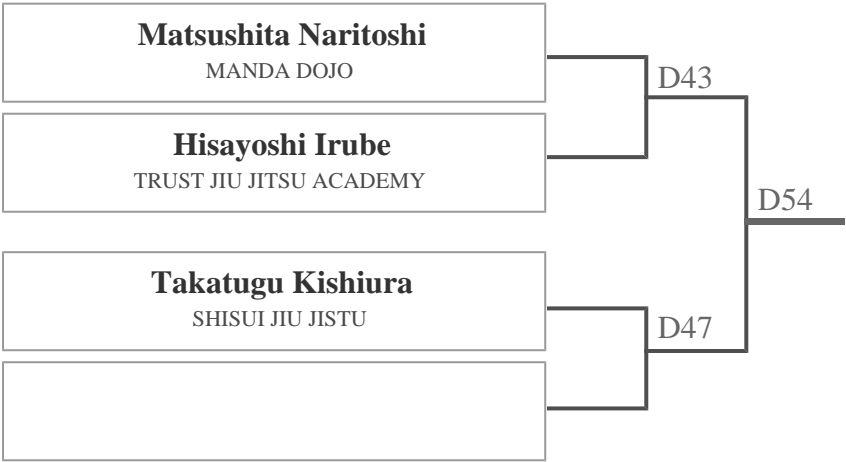 Matsushita Naritoshi
MANDA DOJO
D43
Hisayoshi Irube
TRUST JIU JITSU ACADEMY
D54
Takatugu Kishiura
SHISUI JIU JISTU
D47